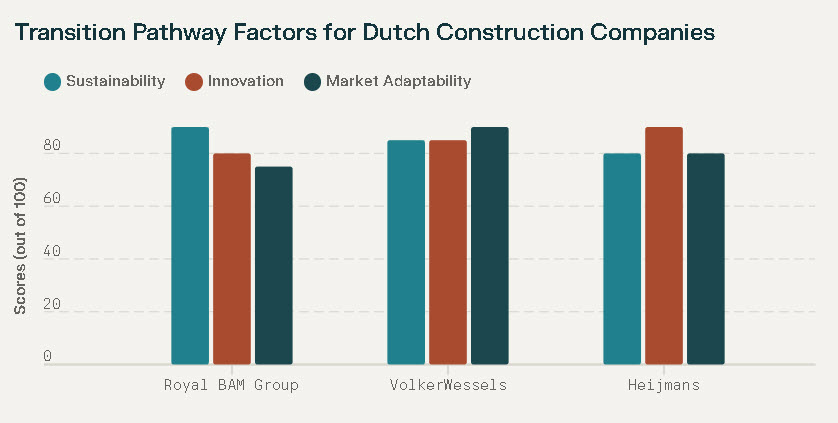 Transition Pathway Factors for Dutch Construction Companies
Sustainability Innovation Market Adaptability
Scores (out of 100)
80
60
40
20
0
Royal BAM Group VolkerWessels Heijmans